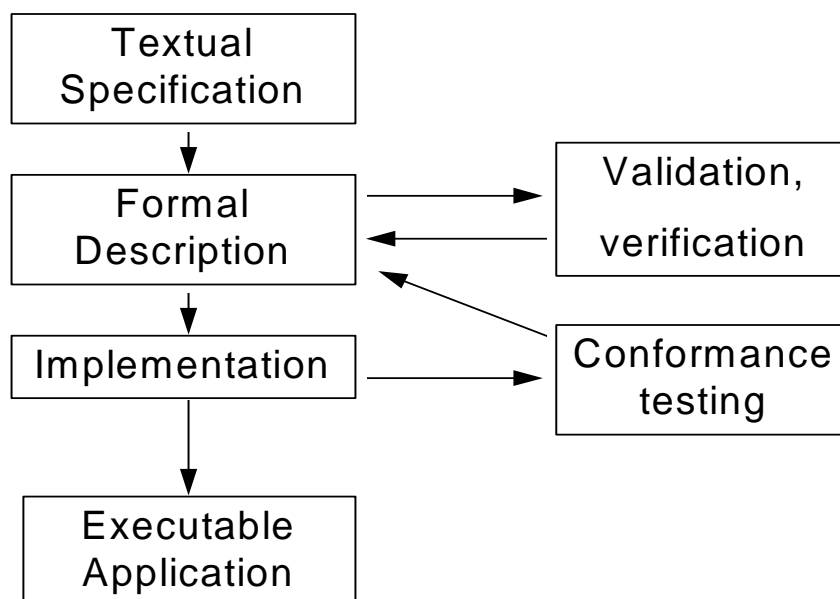 Textual
Specification
Formal
Description
Validation,
verification
Implementation
Conformance
testing
Executable
Application